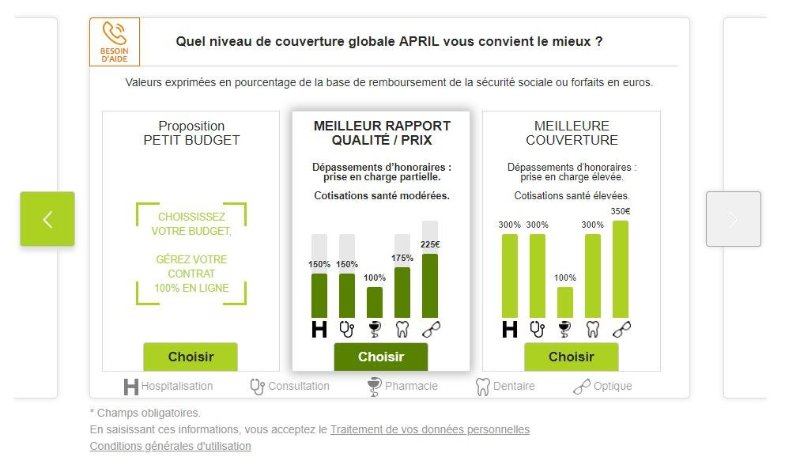 BESOIN
D'AIDE
Quel niveau de couverture globale APRIL vous convient le mieux ?
Valeurs exprimées en pourcentage de la base de remboursement de la sécurité sociale ou forfaits en euros.
Proposition
PETIT BUDGET
CHOISSISSEZ
VOTRE BUDGET,
GÉREZ VOTRE
CONTRAT
100% EN LIGNE
Choisir
MEILLEUR RAPPORT
QUALITÉ / PRIX
Dépassements d'honoraires :
prise en charge partielle.
Cotisations santé modérées.
150% 150% 100% 175% 225€
Choisir
MEILLEURE
COUVERTURE
Dépassements d'honoraires :
prise en charge élevée.
Cotisations santé élevées.
300% 300% 100% 300% 350€
Choisir
Hospitalisation Consultation Pharmacie Dentaire Optique
* Champs obligatoires.
En saisissant ces informations, vous acceptez le Traitement de vos données personnelles
Conditions générales d'utilisation